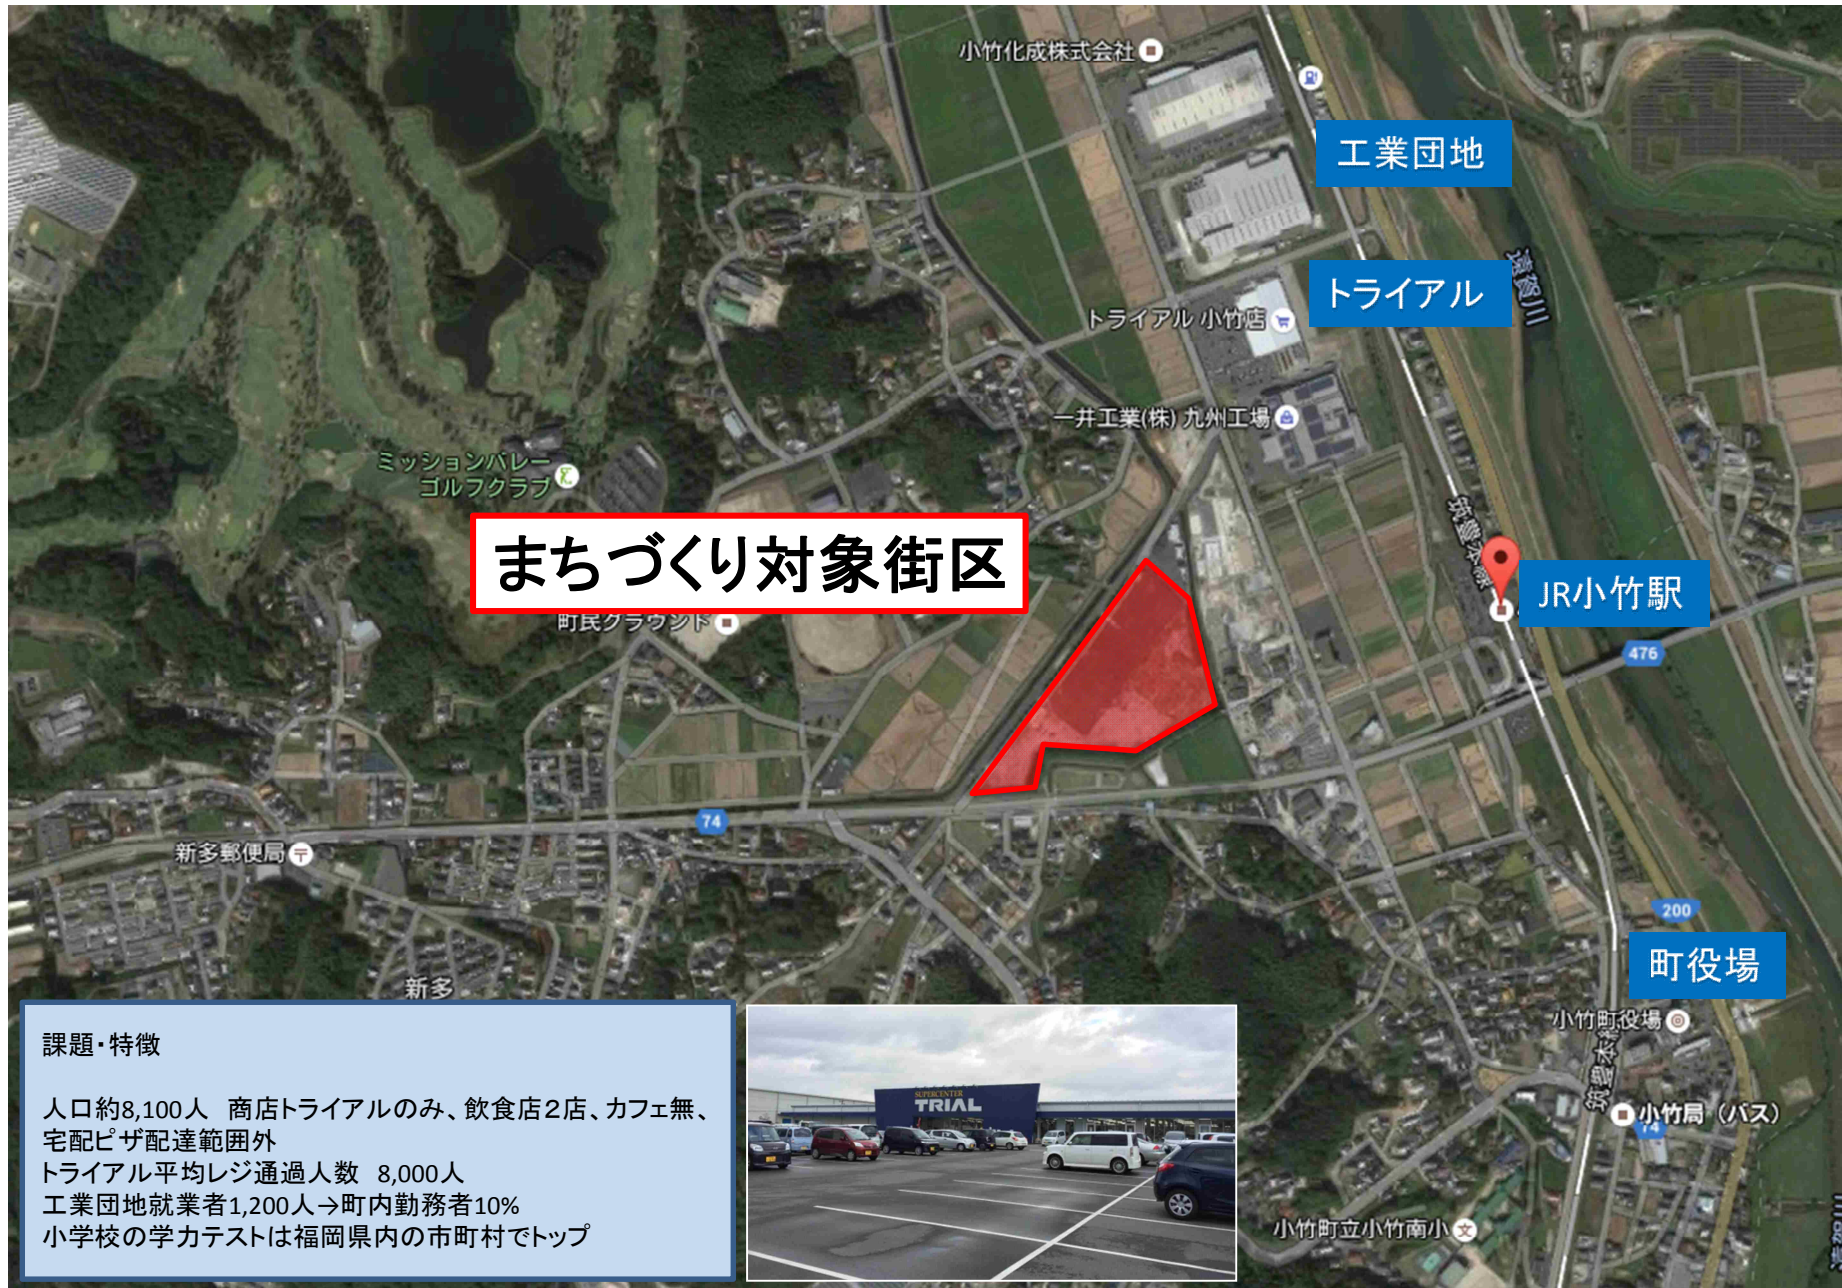 小竹化成株式会社
工業団地
遠賀川
トライアル
トライアル 小竹店
一井工業(株) 九州工場
ミッションバレー
ゴルフクラブ
筑豊本線
まちづくり対象街区
JR小竹駅
町民グラウンド
476
74
新多郵便局
200
町役場
新多
小竹町役場
筑豊本
小竹局（バス）
74
小竹町立小竹南小
文
課題・特徴
人口約8,100人　商店トライアルのみ、飲食店２店、カフェ無、
宅配ピザ配達範囲外
トライアル平均レジ通過人数　8,000人
工業団地就業者1,200人→町内勤務者10%
小学校の学力テストは福岡県内の市町村でトップ
SUPERCENTER
TRIAL